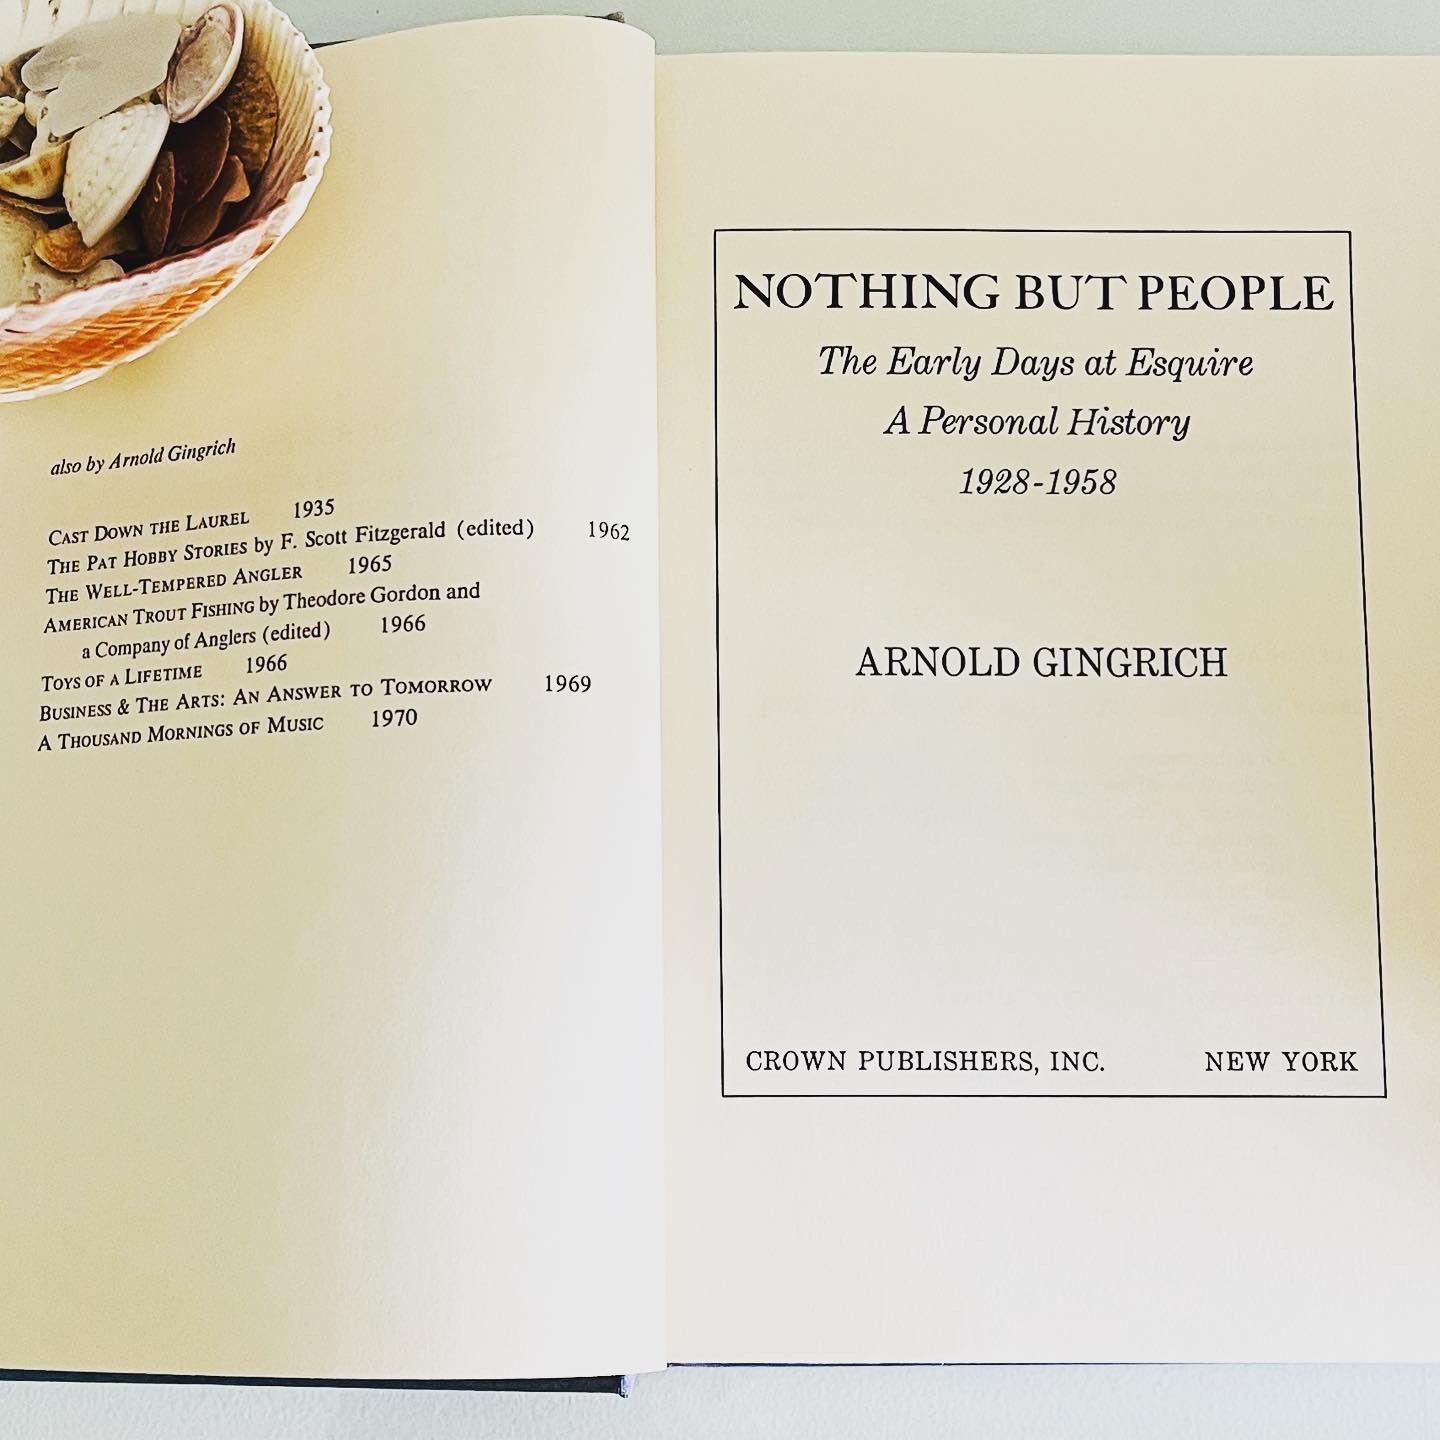 also by Arnold Gingrich
CAST DOWN THE LAUREL 1935
THE PAT HOBBY STORIES by F. Scott Fitzgerald (edited) 1962
THE WELL-TEMPERED ANGLER 1965
AMERICAN TROUT FISHING by Theodore Gordon and
a Company of Anglers (edited) 1966
TOYS OF A LIFETIME 1966
BUSINESS & THE ARTS: AN ANSWER TO TOMORROW 1969
A THOUSAND MORNINGS OF MUSIC 1970
NOTHING BUT PEOPLE
The Early Days at Esquire
A Personal History
1928-1958
ARNOLD GINGRICH
CROWN PUBLISHERS, INC. NEW YORK